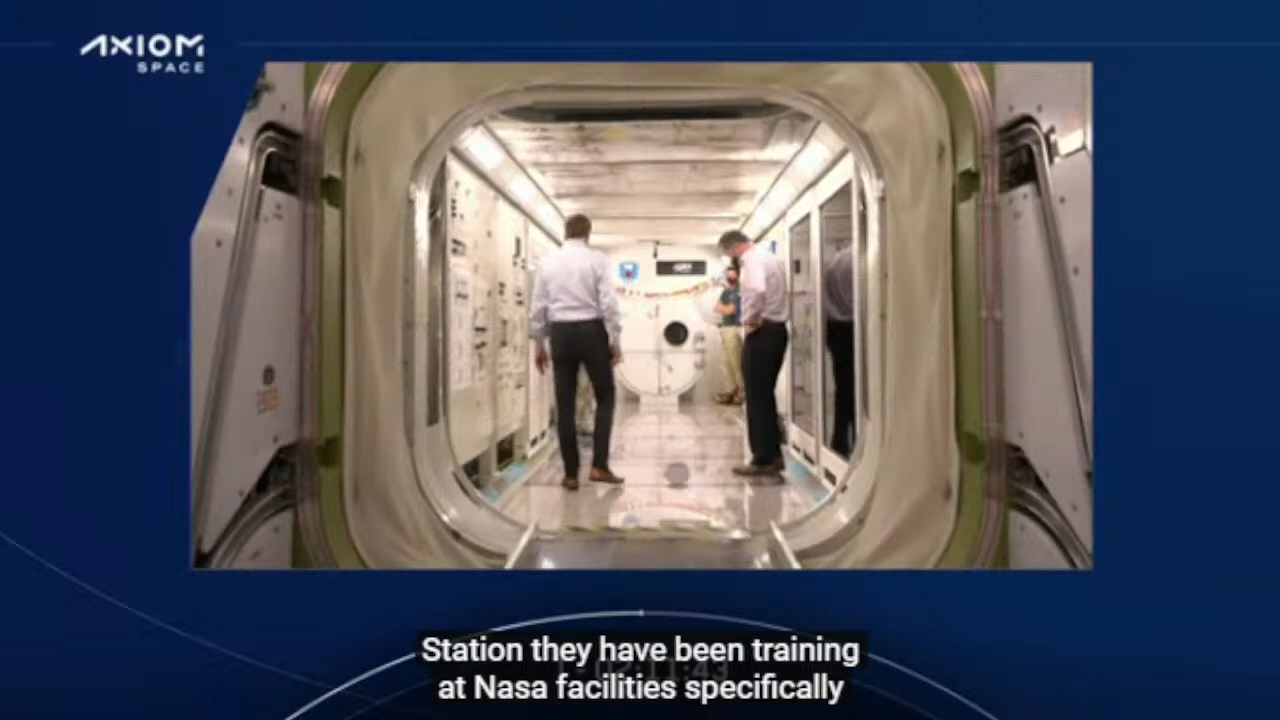 AXIOM
SPACE
Station they have been training
at Nasa facilities specifically